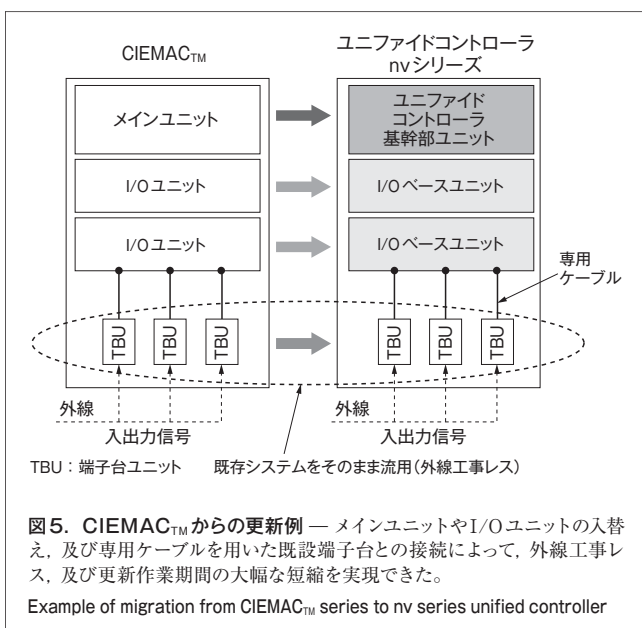 CIEMAC™
ユニファイドコントローラ
nvシリーズ
メインユニット
ユニファイド
コントローラ
基幹部ユニット
I/Oユニット
I/Oベースユニット
I/Oユニット
I/Oベースユニット
専用
ケーブル
TBU
TBU
TBU
TBU
TBU
TBU
外線
外線
入出力信号
入出力信号
TBU：端子台ユニット
既存システムをそのまま流用（外線工事レス）
図5．CIEMAC™からの更新例 — メインユニットやI/Oユニットの入替
え，及び専用ケーブルを用いた既設端子台との接続によって，外線工事レ
ス，及び更新作業期間の大幅な短縮を実現できた。
Example of migration from CIEMAC™ series to nv series unified controller